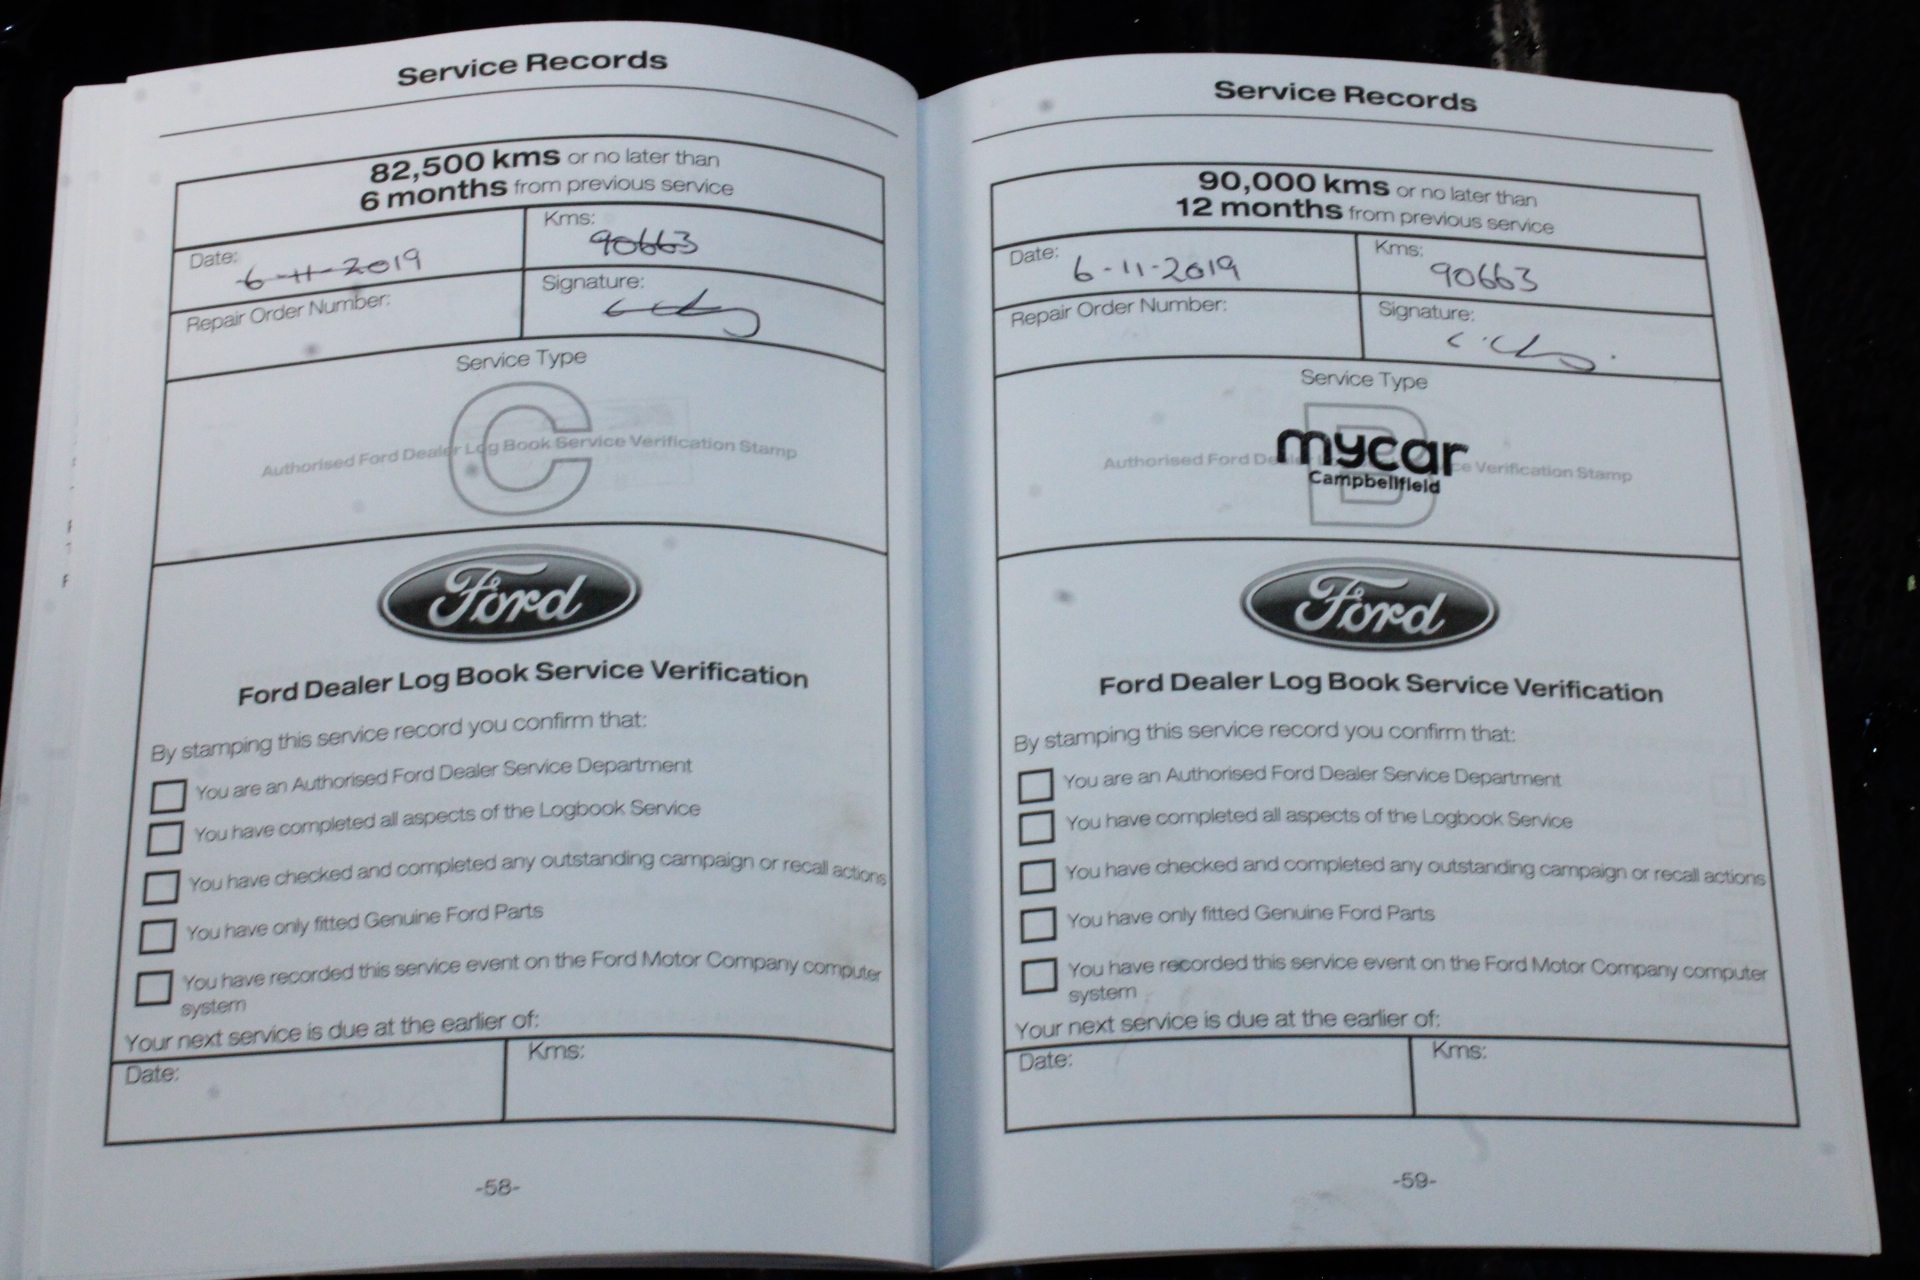 Service Records
82,500 kms or no later than
6 months from previous service
Date: 6-11-2019
Kms: 90663
Repair Order Number:
Signature:
Service Type
C
Authorised Ford Dealer Log Book Service Verification Stamp
Ford
Ford Dealer Log Book Service Verification
By stamping this service record you confirm that:
You are an Authorised Ford Dealer Service Department
You have completed all aspects of the Logbook Service
You have checked and completed any outstanding campaign or recall actions
You have only fitted Genuine Ford Parts
You have recorded this service event on the Ford Motor Company computer
system
Your next service is due at the earlier of:
Date:
Kms:
-58-
Service Records
90,000 kms or no later than
12 months from previous service
Date: 6-11-2019
Kms: 90663
Repair Order Number:
Signature:
Service Type
Authorised Ford Service Verification Stamp
mycar
Campbellfield
Ford
Ford Dealer Log Book Service Verification
By stamping this service record you confirm that:
You are an Authorised Ford Dealer Service Department
You have completed all aspects of the Logbook Service
You have checked and completed any outstanding campaign or recall actions
You have only fitted Genuine Ford Parts
You have recorded this service event on the Ford Motor Company computer
system
Your next service is due at the earlier of:
Date:
Kms:
-59-